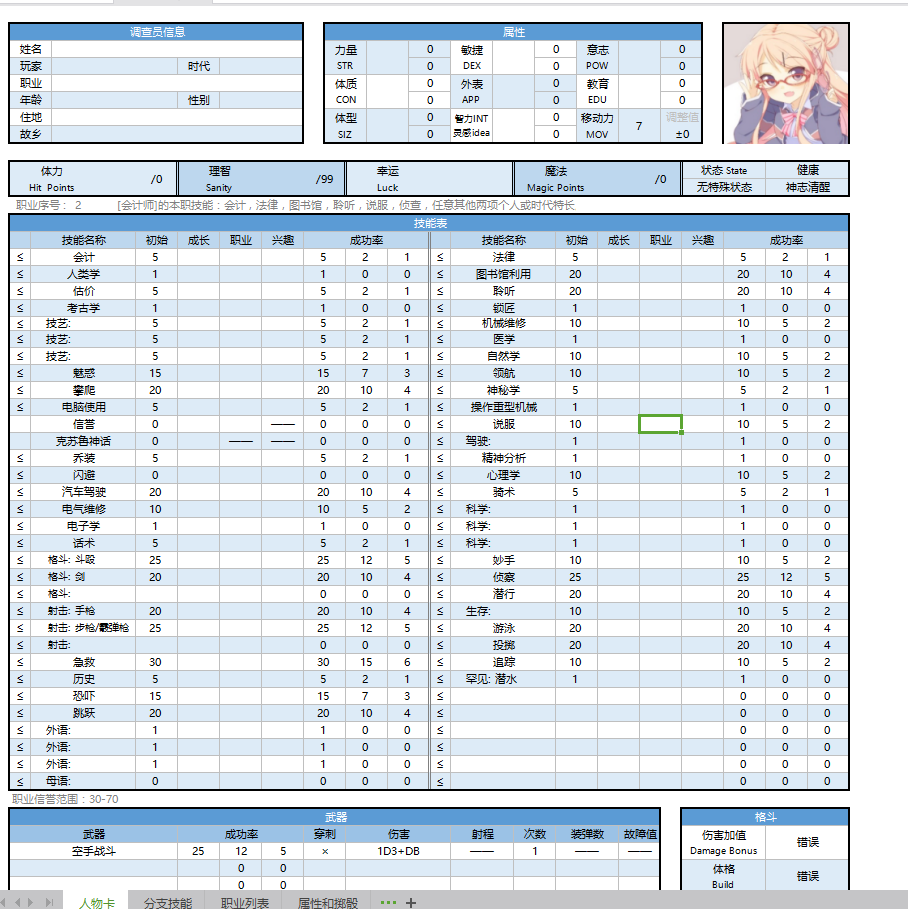 调查员信息
姓名
玩家 时代
职业
年龄 性别
住地
故乡
属性
力量 0 敏捷 0 意志 0
STR 0 DEX 0 POW 0
体质 0 外表 0 教育 0
CON 0 APP 0 EDU 0
体型 0 智力INT 0 移动力 7 调整值
SIZ 0 灵感idea 0 MOV ±0
体力 /0 理智 /99 幸运 魔法 /0 状态 State 健康
Hit Points Sanity Luck Magic Points 无特殊状态 神志清醒
职业序号： 2 [会计师]的本职技能：会计，法律，图书馆，聆听，说服，侦查，任意其他两项个人或时代特长
技能表
技能名称 初始 成长 职业 兴趣 成功率 技能名称 初始 成长 职业 兴趣 成功率
≤ 会计 5 5 2 1 ≤ 法律 5 5 2 1
≤ 人类学 1 1 0 0 ≤ 图书馆利用 20 20 10 4
≤ 估价 5 5 2 1 ≤ 聆听 20 20 10 4
≤ 考古学 1 1 0 0 ≤ 锁匠 1 1 0 0
≤ 技艺: 5 5 2 1 ≤ 机械维修 10 10 5 2
≤ 技艺: 5 5 2 1 ≤ 医学 1 1 0 0
≤ 技艺: 5 5 2 1 ≤ 自然学 10 10 5 2
≤ 魅惑 15 15 7 3 ≤ 领航 10 10 5 2
≤ 攀爬 20 20 10 4 ≤ 神秘学 5 5 2 1
≤ 电脑使用 5 5 2 1 ≤ 操作重型机械 1 1 0 0
信誉 0 —— 0 0 0 ≤ 说服 10 10 5 2
克苏鲁神话 0 —— —— 0 0 0 ≤ 驾驶: 1 1 0 0
≤ 乔装 5 5 2 1 ≤ 精神分析 1 1 0 0
≤ 闪避 0 0 0 0 ≤ 心理学 10 10 5 2
≤ 汽车驾驶 20 20 10 4 ≤ 骑术 5 5 2 1
≤ 电气维修 10 10 5 2 ≤ 科学: 1 1 0 0
≤ 电子学 1 1 0 0 ≤ 科学: 1 1 0 0
≤ 话术 5 5 2 1 ≤ 科学: 1 1 0 0
≤ 格斗: 斗殴 25 25 12 5 ≤ 妙手 10 10 5 2
≤ 格斗: 剑 20 20 10 4 ≤ 侦察 25 25 12 5
≤ 格斗: 0 0 0 ≤ 潜行 20 20 10 4
≤ 射击: 手枪 20 20 10 4 ≤ 生存: 10 10 5 2
≤ 射击: 步枪/霰弹枪 25 25 12 5 ≤ 游泳 20 20 10 4
≤ 射击: 0 0 0 ≤ 投掷 20 20 10 4
≤ 急救 30 30 15 6 ≤ 追踪 10 10 5 2
≤ 历史 5 5 2 1 ≤ 罕见: 潜水 1 1 0 0
≤ 恐吓 15 15 7 3 ≤ 0 0 0
≤ 跳跃 20 20 10 4 ≤ 0 0 0
≤ 外语: 1 1 0 0 ≤ 0 0 0
≤ 外语: 1 1 0 0 ≤ 0 0 0
≤ 外语: 1 1 0 0 ≤ 0 0 0
≤ 母语: 0 0 0 0 ≤ 0 0 0
职业信誉范围：30-70
武器
武器 成功率 穿刺 伤害 射程 次数 装弹数 故障值
空手战斗 25 12 5 × 1D3+DB —— 1 —— ——
0 0
0 0
格斗
伤害加值 错误
Damage Bonus
体格 错误
Build
人物卡 分支技能 职业列表 属性和掷骰 ··· +